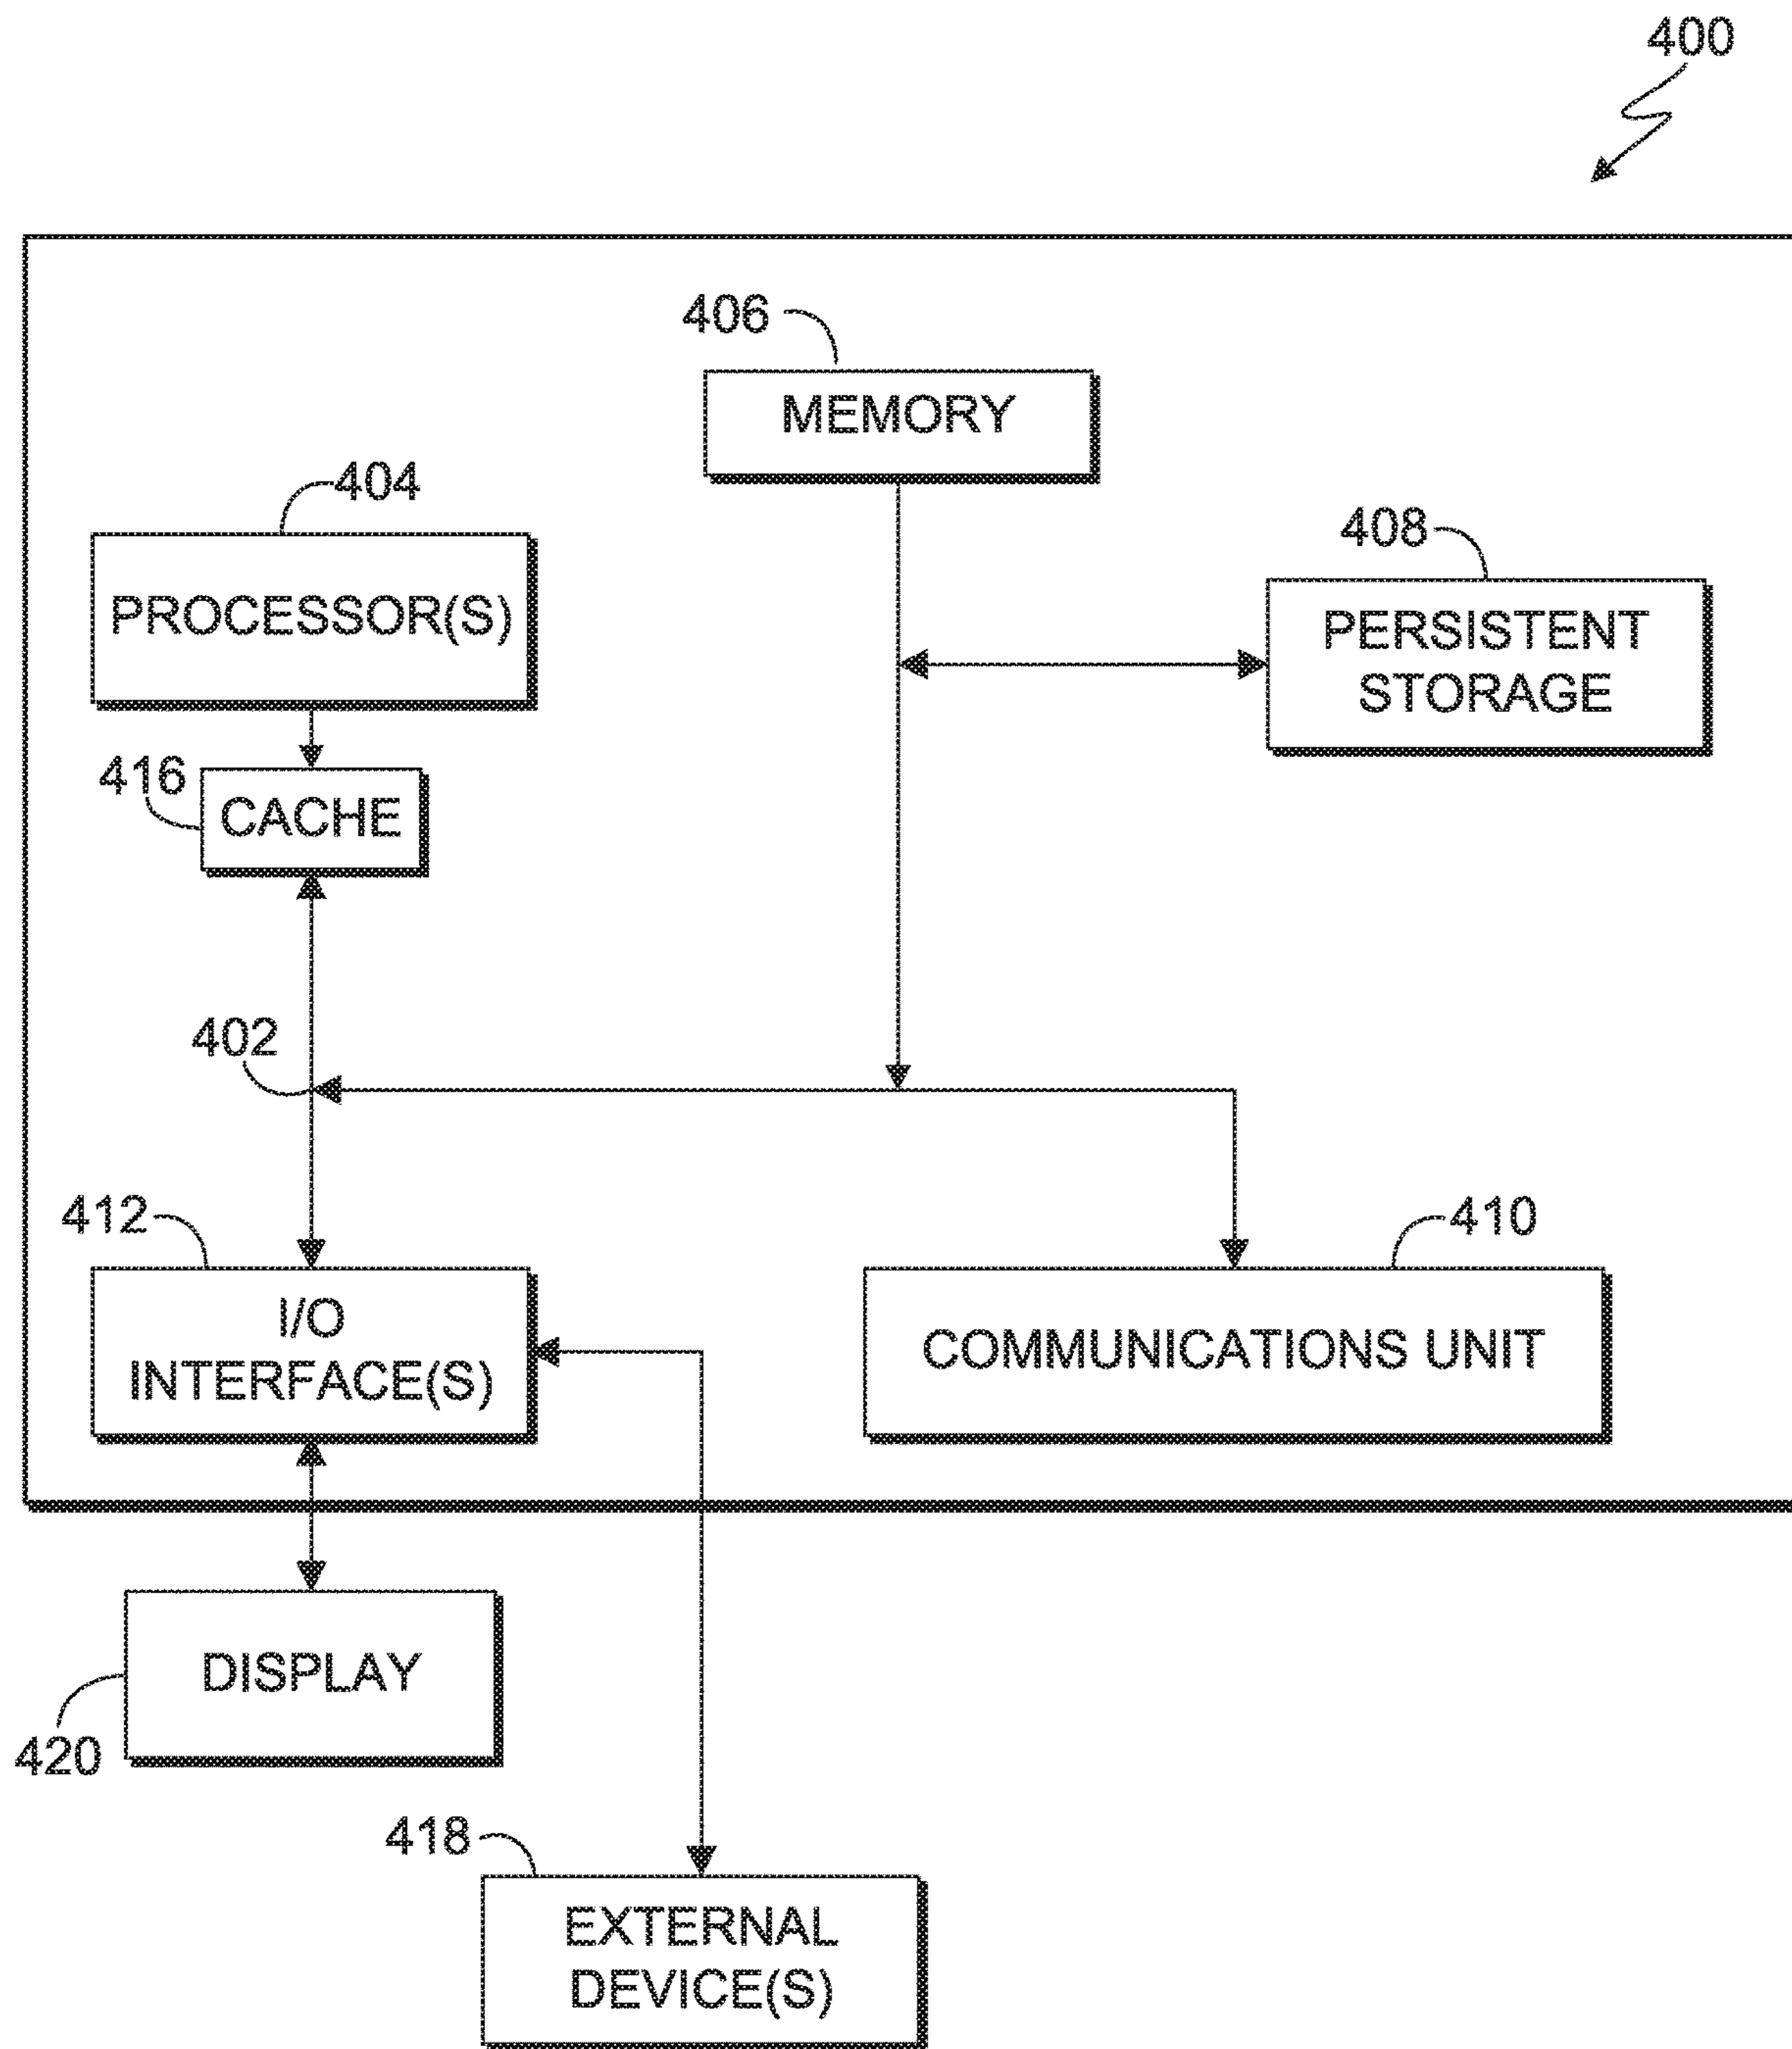 400
406
MEMORY
404
PROCESSOR(S)
408
PERSISTENT
STORAGE
416
CACHE
402
412
I/O
INTERFACE(S)
410
COMMUNICATIONS UNIT
DISPLAY
420
418
EXTERNAL
DEVICE(S)